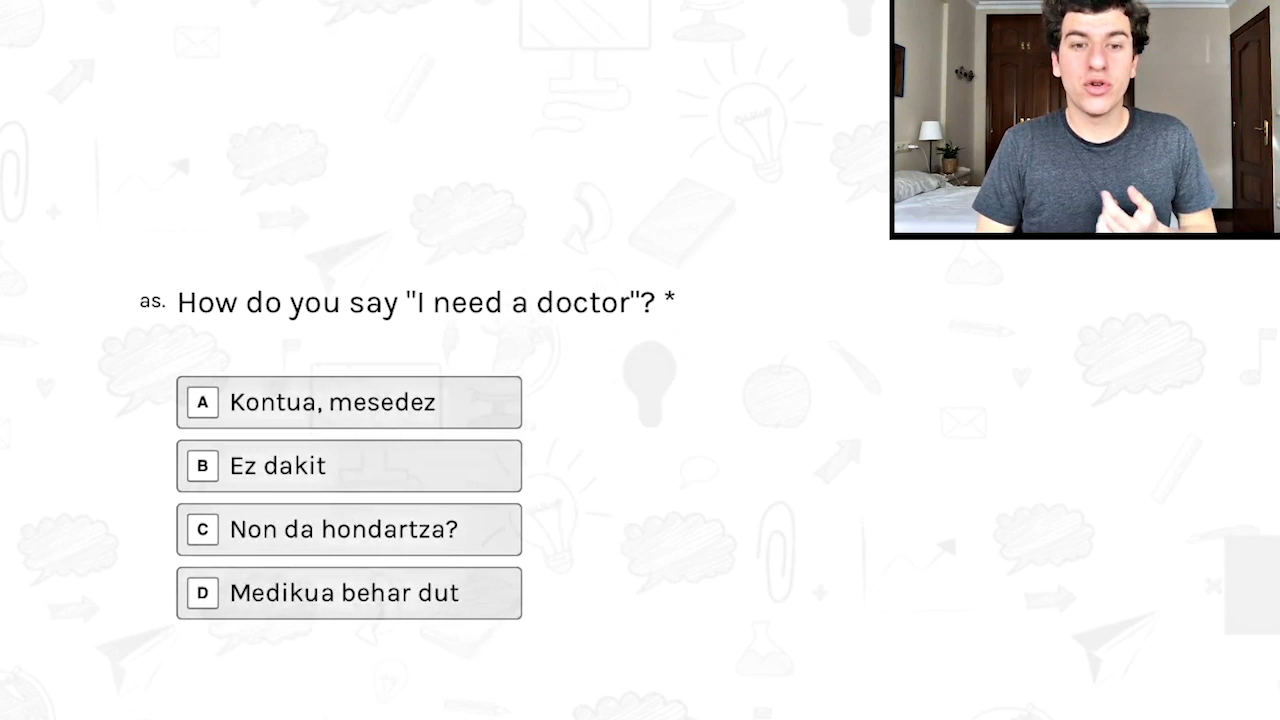 as. How do you say "I need a doctor"? *
A Kontua, mesedez
B Ez dakit
C Non da hondartza?
D Medikua behar dut